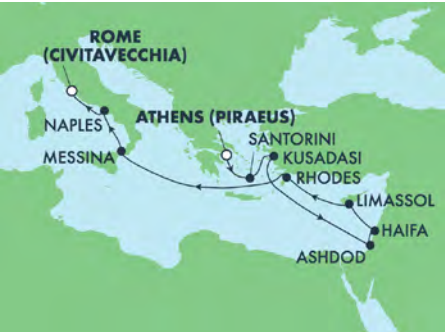 ROME
(CIVITAVECCHIA)
NAPLES
ATHENS (PIRAEUS)
SANTORINI
MESSINA
KUSADASI
RHODES
LIMASSOL
HAIFA
ASHDOD